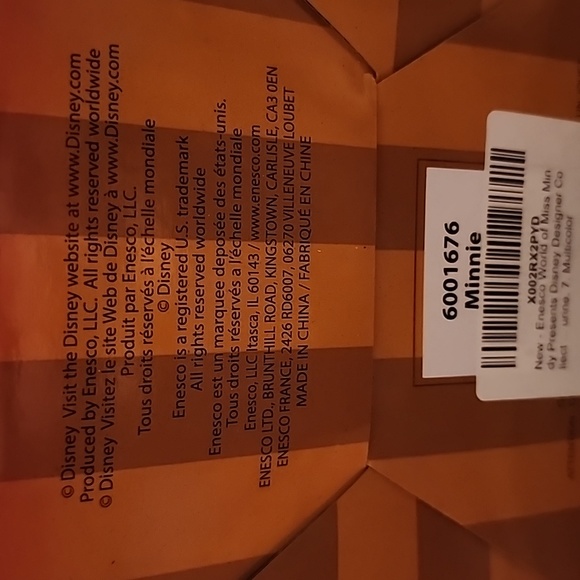 © Disney Visit the Disney website at www.Disney.com
Produced by Enesco, LLC. All rights reserved worldwide
© Disney Visitez le site Web de Disney à www.Disney.com
Produit par Enesco, LLC.
Tous droits réservés à l'échelle mondiale
© Disney
Enesco is a registered U.S. trademark
All rights reserved worldwide
Enesco est un marquee deposée des états-unis.
Tous droits réservés a l'échelle mondiale
Enesco, LLC Itasca, IL 60143 / www.enesco.com
ENESCO LTD., BRUNTHILL ROAD, KINGSTOWN, CARLISLE, CA3 0EN
ENESCO FRANCE, 2426 RD6007, 06270 VILLENEUVE LOUBET
MADE IN CHINA / FABRIQUÉ EN CHINE
6001676
Minnie
X002RX2PYD
New - Enesco World of Miss Min
dy Presents Disney Designer Co
llect urine, 7 Multicolor